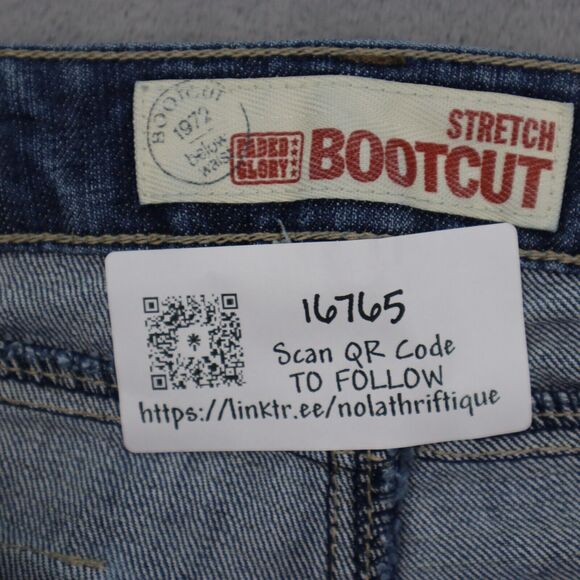 BOOTCUT
1972
below
waist
FADED
GLORY
STRETCH
BOOTCUT
16765
Scan QR Code
TO FOLLOW
https://linktr.ee/nolathriftique